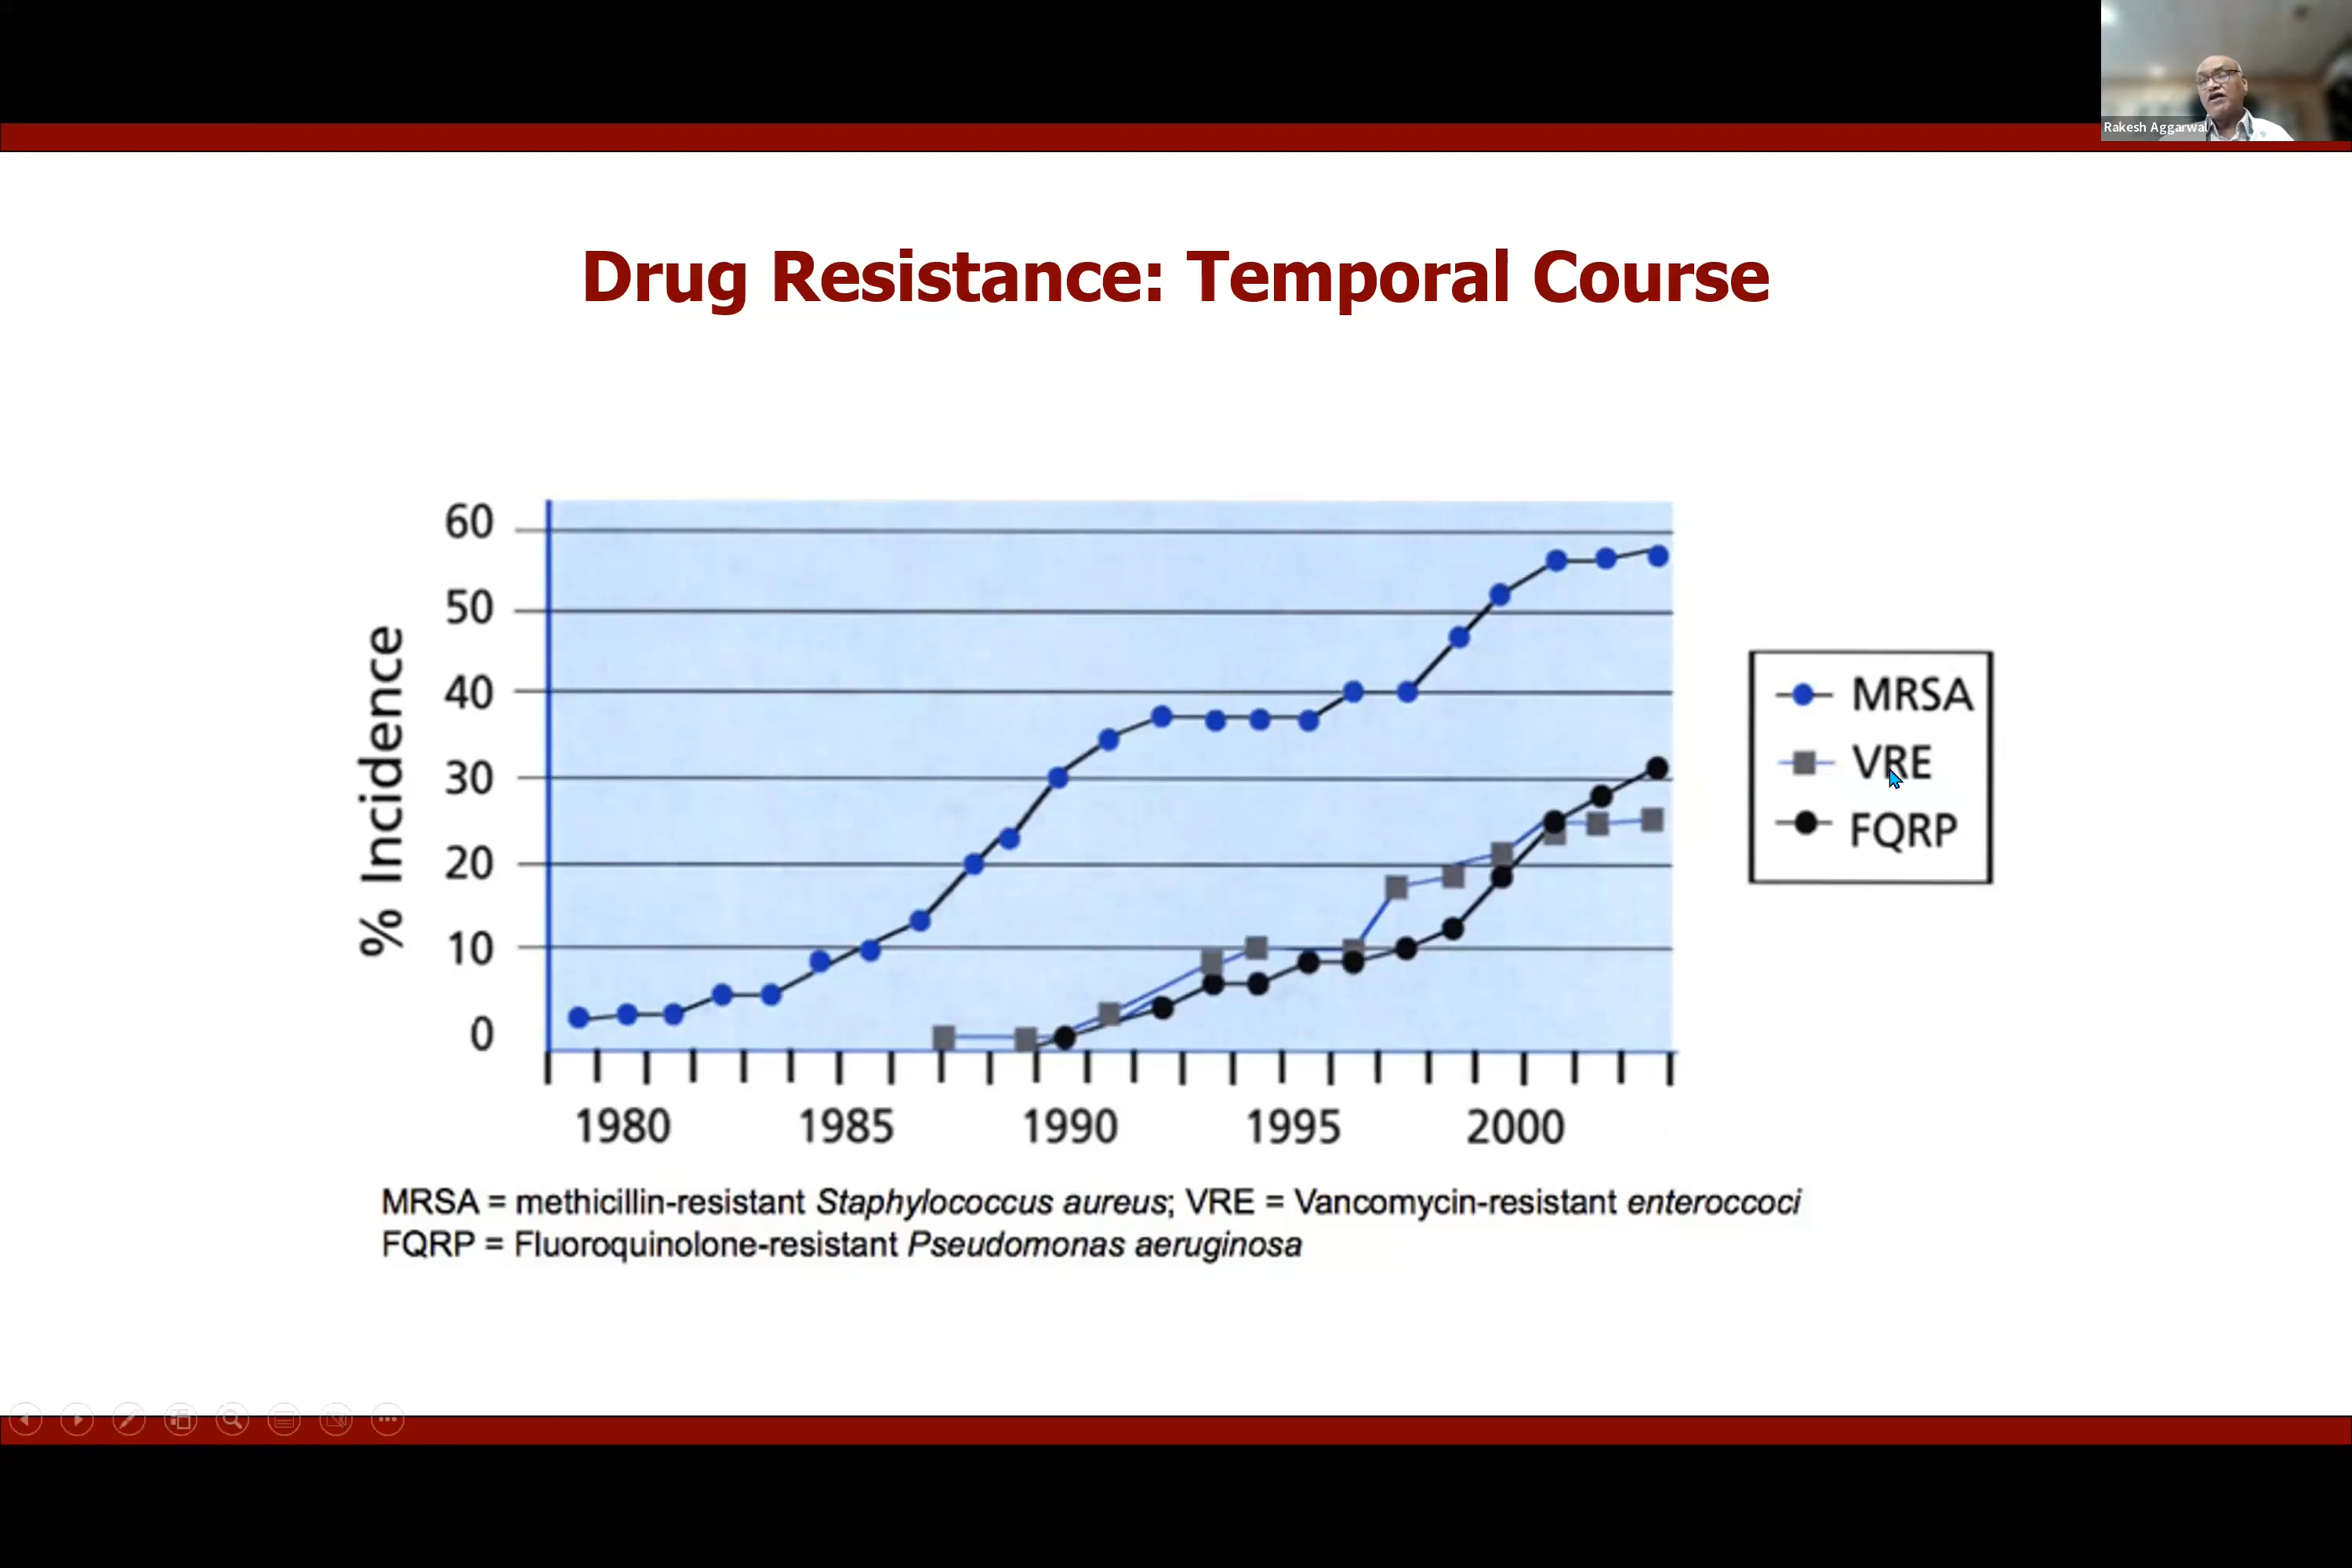 Rakesh Aggarwal
Drug Resistance: Temporal Course
% Incidence
60
50
40
30
20
10
0
1980 1985 1990 1995 2000
MRSA
VRE
FQRP
MRSA = methicillin-resistant Staphylococcus aureus; VRE = Vancomycin-resistant enteroccoci
FQRP = Fluoroquinolone-resistant Pseudomonas aeruginosa